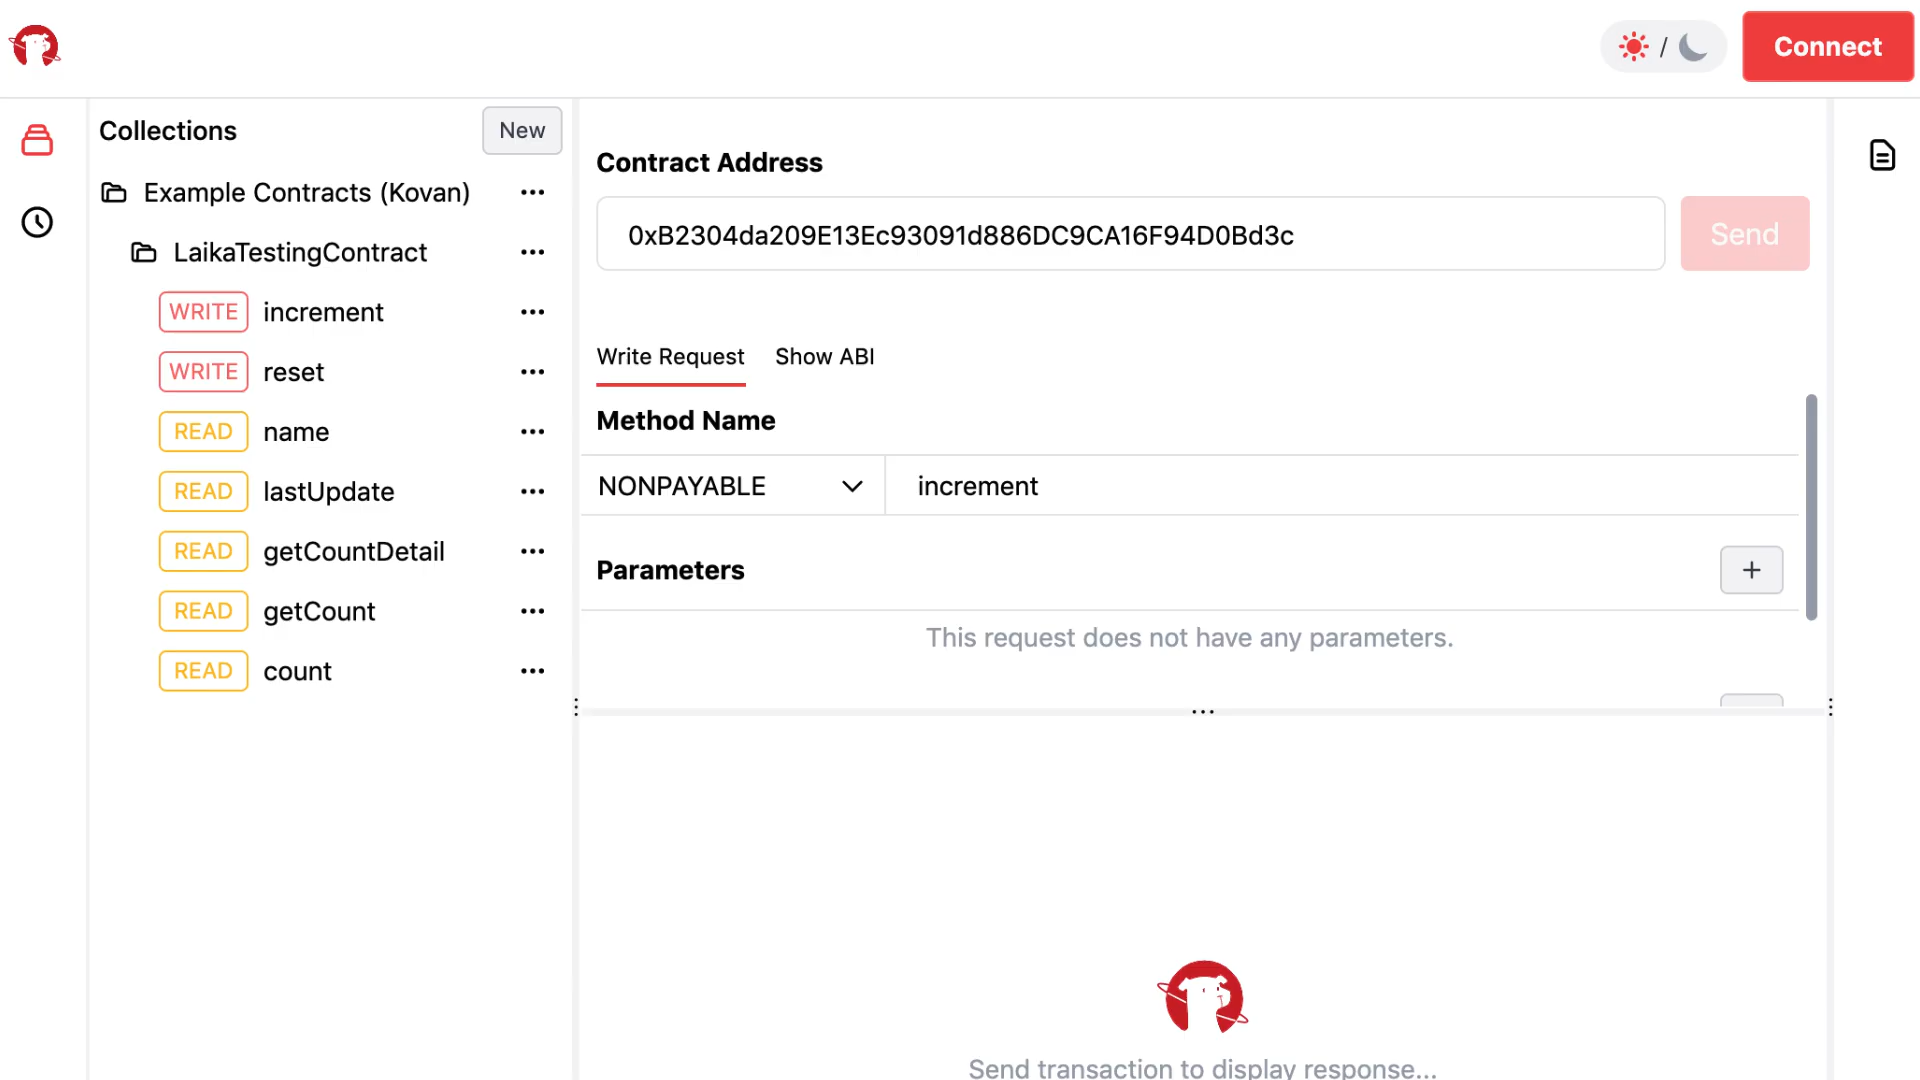 /
Connect
Collections
New
Example Contracts (Kovan)
LaikaTestingContract
WRITE increment
WRITE reset
READ name
READ lastUpdate
READ getCountDetail
READ getCount
READ count
Contract Address
0xB2304da209E13Ec93091d886DC9CA16F94D0Bd3c
Send
Write Request Show ABI
Method Name
NONPAYABLE increment
Parameters
+
This request does not have any parameters.
Send transaction to display response...